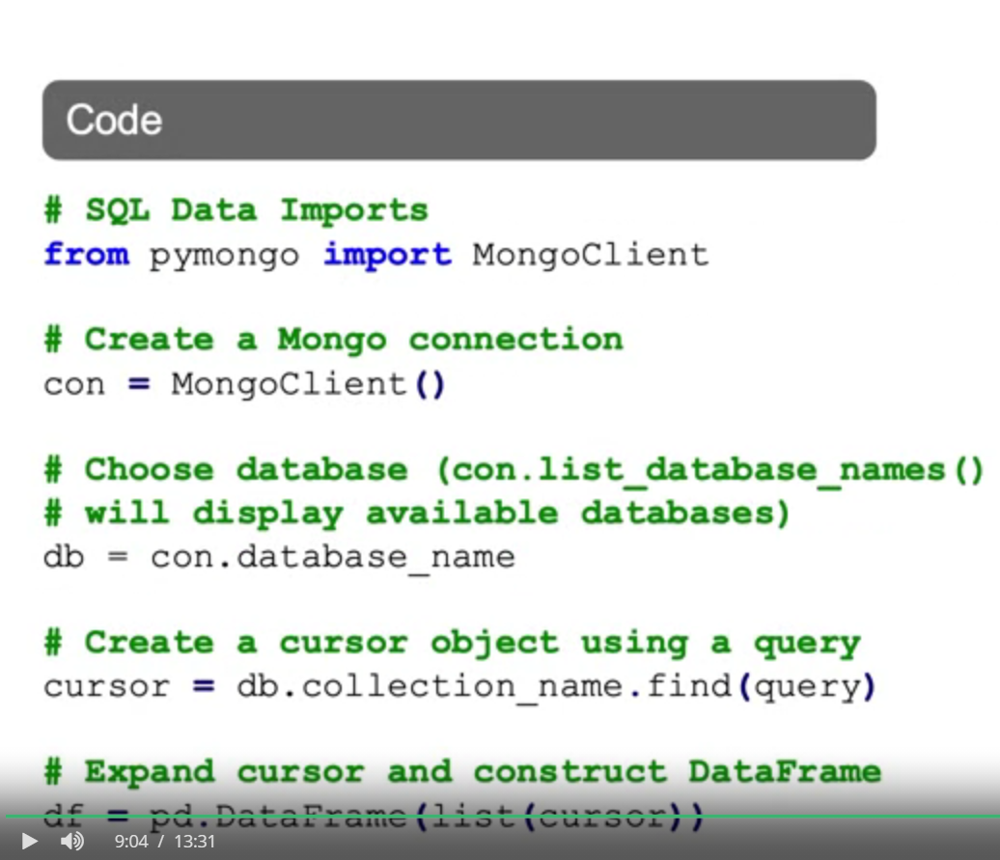 Code
# SQL Data Imports
from pymongo import MongoClient
# Create a Mongo connection
con = MongoClient()
# Choose database (con.list_database_names()
# will display available databases)
db = con.database_name
# Create a cursor object using a query
cursor = db.collection_name.find(query)
# Expand cursor and construct DataFrame
df = pd.DataFrame(list(cursor))
9:04 / 13:31